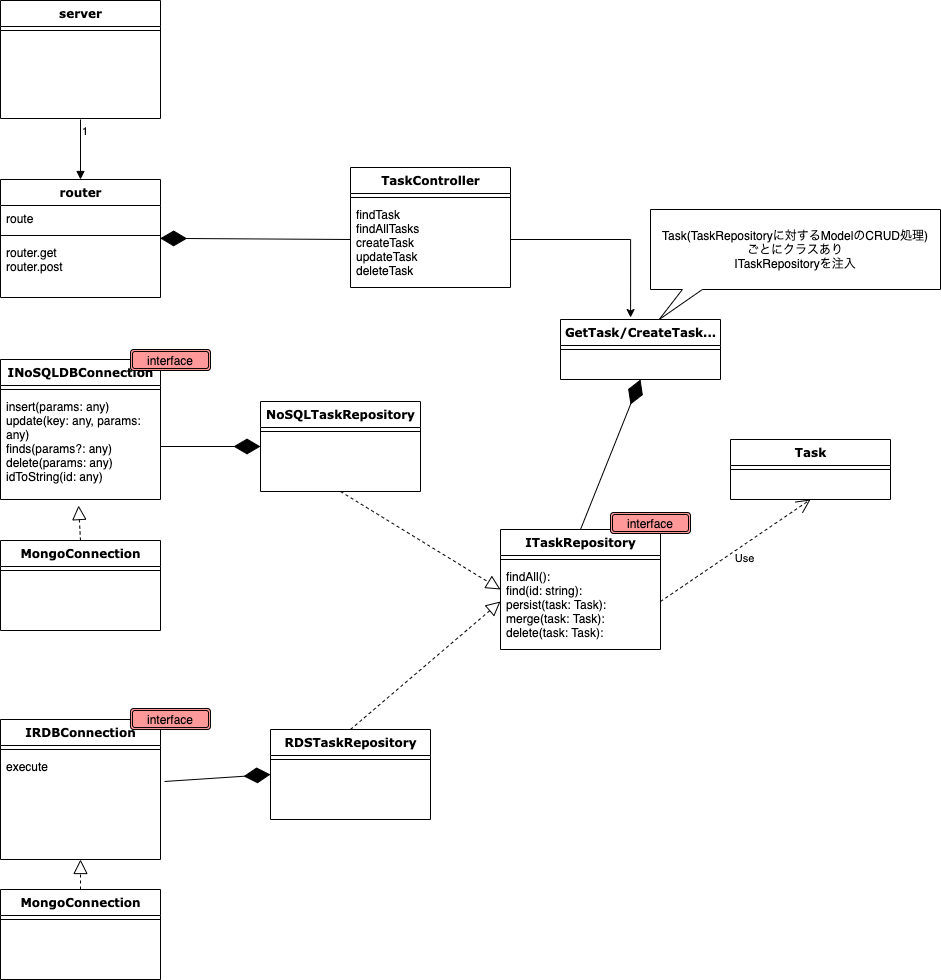 server
1
router
route
router.get
router.post
TaskController
findTask
findAllTasks
createTask
updateTask
deleteTask
Task(TaskRepositoryに対するModelのCRUD処理)
ごとにクラスあり
ITaskRepositoryを注入
GetTask/CreateTask...
interface
INoSQLDBConnection
insert(params: any)
update(key: any, params:
any)
finds(params?: any)
delete(params: any)
idToString(id: any)
NoSQLTaskRepository
Task
MongoConnection
interface
ITaskRepository
findAll():
find(id: string):
persist(task: Task):
merge(task: Task):
delete(task: Task):
Use
interface
IRDBConnection
execute
RDSTaskRepository
MongoConnection